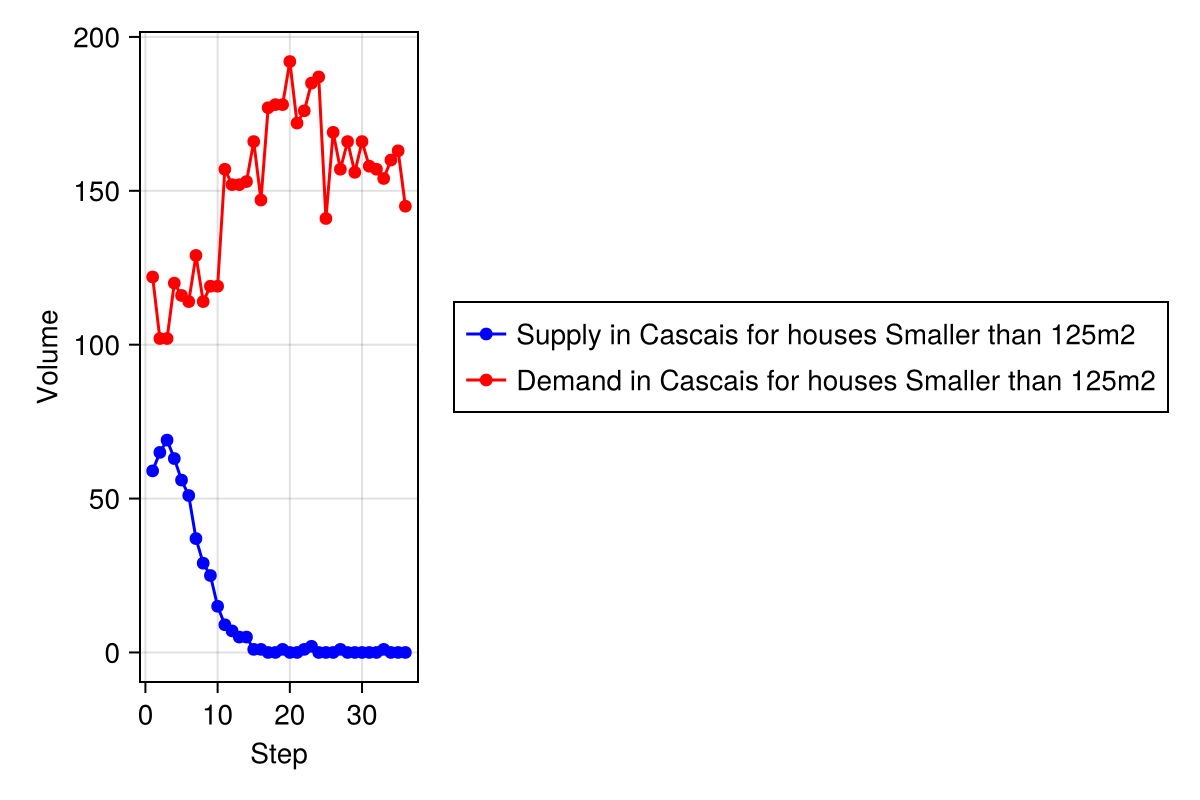 200
150
100
50
0
Volume
0 10 20 30
Step
Supply in Cascais for houses Smaller than 125m2
Demand in Cascais for houses Smaller than 125m2